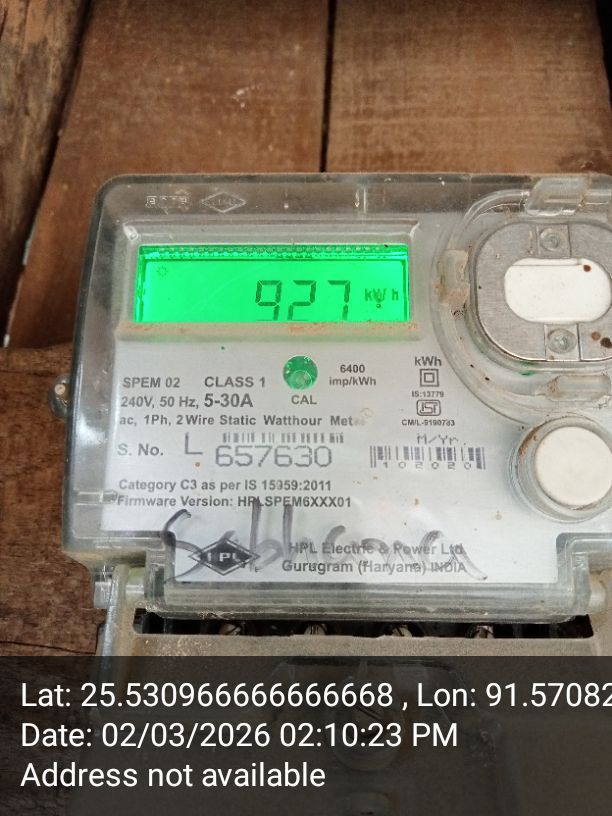 927 kWh
6400
imp/kWh
kWh
SPEM 02 CLASS 1
240V, 50 Hz, 5-30A
CAL
IS:13779
CM/L-9190783
ac, 1Ph, 2 Wire Static Watthour Meter
M/Yr.
S. No. L 657630
102020
Category C3 as per IS 15959:2011
Firmware Version: HPLSPEM6XXX01
HPL
HPL Electric & Power Ltd.
Gurugram (Haryana) INDIA
Lat: 25.530966666666668 , Lon: 91.57082
Date: 02/03/2026 02:10:23 PM
Address not available